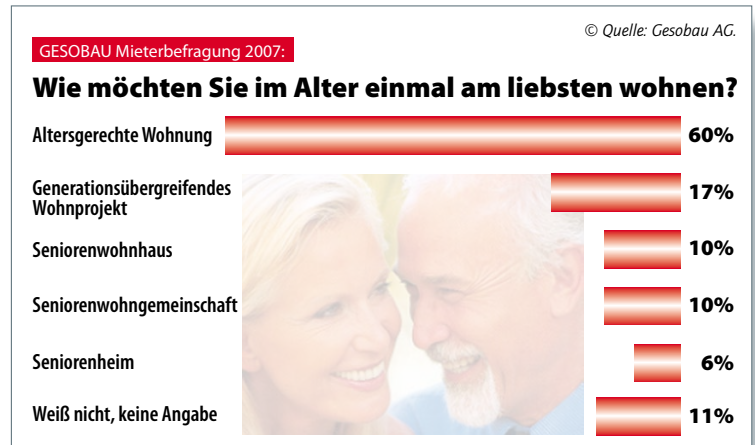 © Quelle: Gesobau AG.
GESOBAU Mieterbefragung 2007:
Wie möchten Sie im Alter einmal am liebsten wohnen?
Altersgerechte Wohnung 60%
Generationsübergreifendes
Wohnprojekt 17%
Seniorenwohnhaus 10%
Seniorenwohngemeinschaft 10%
Seniorenheim 6%
Weiß nicht, keine Angabe 11%